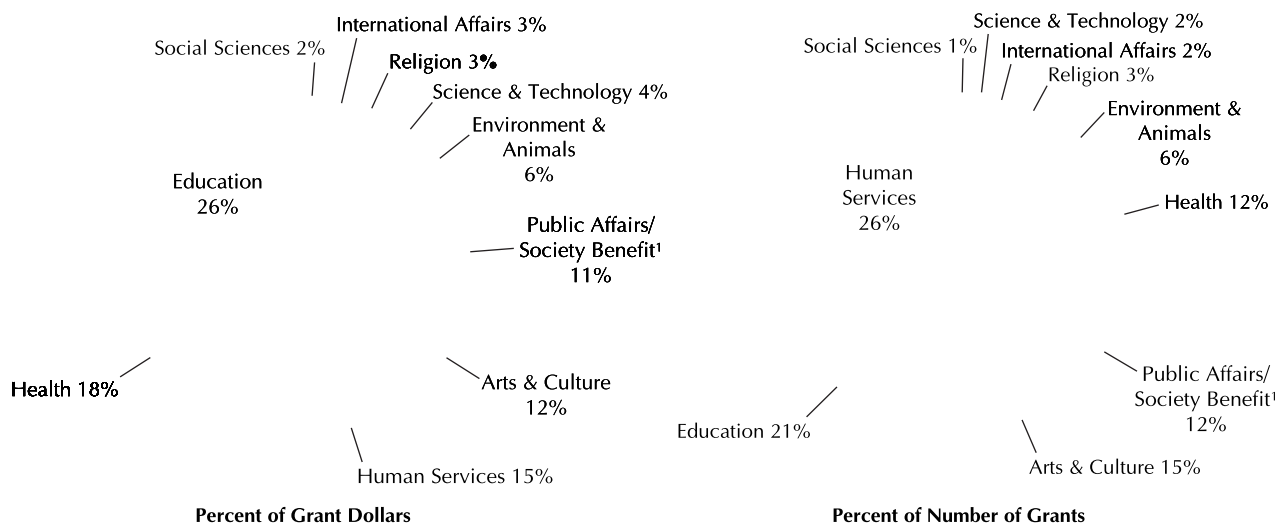 International Affairs 3%
Social Sciences 2%
Religion 3%
Science & Technology 4%
Environment &
Animals
6%
Education
26%
Public Affairs/
Society Benefit¹
11%
Health 18%
Arts & Culture
12%
Human Services 15%
Percent of Grant Dollars
Science & Technology 2%
Social Sciences 1%
International Affairs 2%
Religion 3%
Environment &
Animals
6%
Human
Services
26%
Health 12%
Public Affairs/
Society Benefit¹
12%
Education 21%
Arts & Culture 15%
Percent of Number of Grants